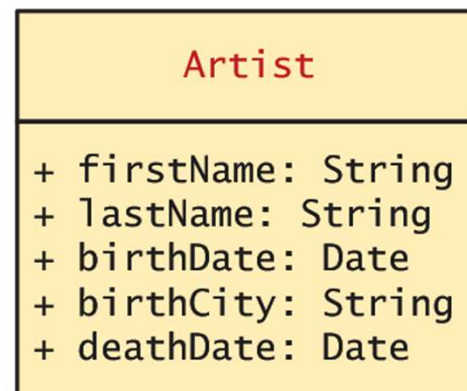 Artist
+ firstName: String
+ lastName: String
+ birthDate: Date
+ birthCity: String
+ deathDate: Date